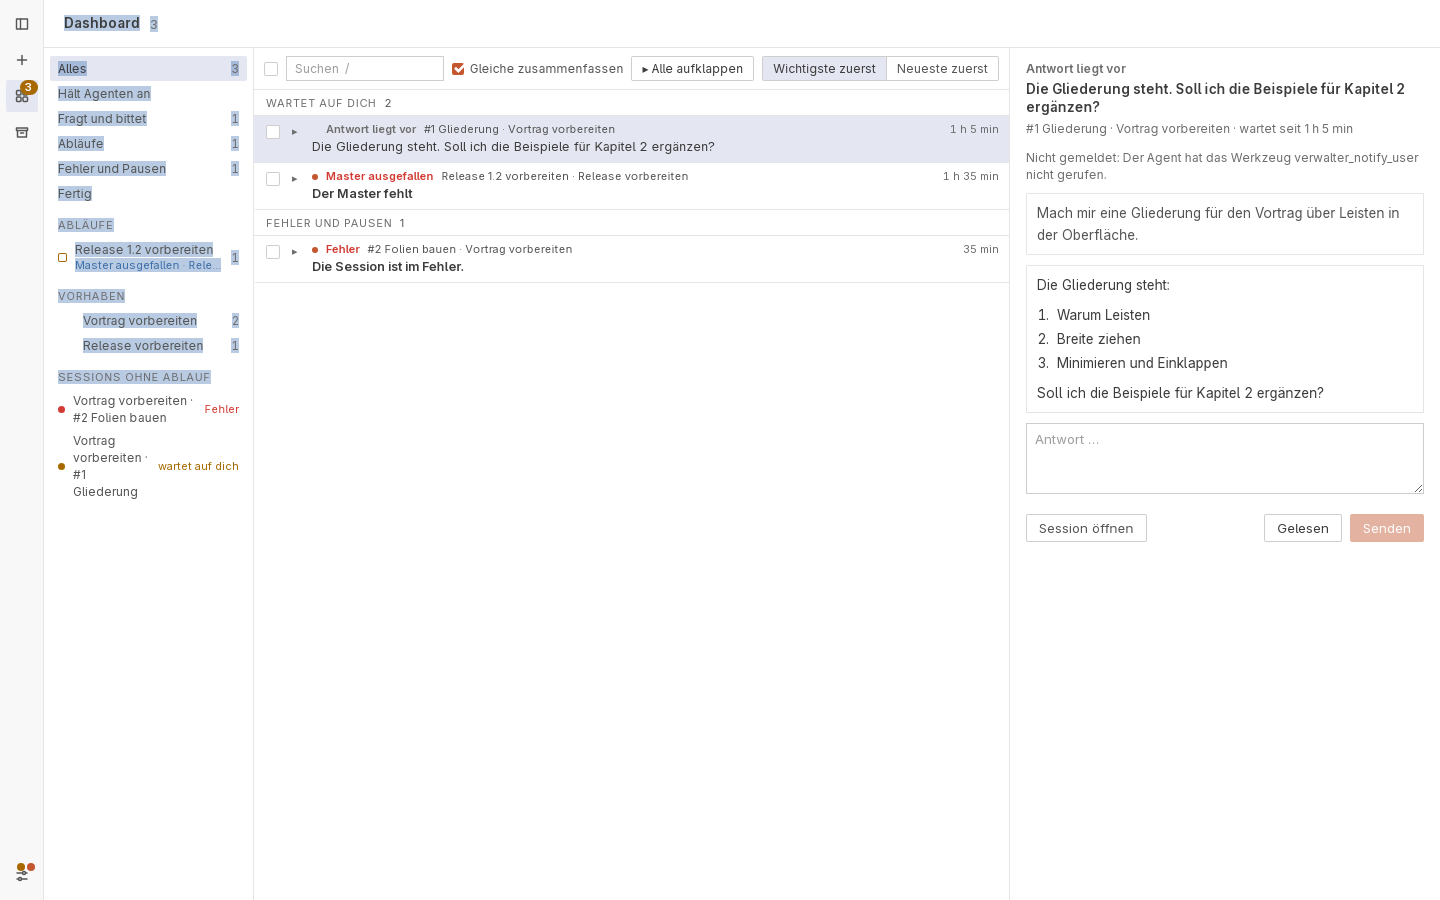 Dashboard 3
3
Alles 3
Hält Agenten an
Fragt und bittet 1
Abläufe 1
Fehler und Pausen 1
Fertig
ABLÄUFE
Release 1.2 vorbereiten 1
Master ausgefallen · Rele...
VORHABEN
Vortrag vorbereiten 2
Release vorbereiten 1
SESSIONS OHNE ABLAUF
Vortrag vorbereiten ·
#2 Folien bauen
Fehler
Vortrag
vorbereiten ·
#1
Gliederung
wartet auf dich
Suchen / Gleiche zusammenfassen ▸ Alle aufklappen Wichtigste zuerst Neueste zuerst
WARTET AUF DICH 2
Antwort liegt vor #1 Gliederung · Vortrag vorbereiten 1 h 5 min
Die Gliederung steht. Soll ich die Beispiele für Kapitel 2 ergänzen?
Master ausgefallen Release 1.2 vorbereiten · Release vorbereiten 1 h 35 min
Der Master fehlt
FEHLER UND PAUSEN 1
Fehler #2 Folien bauen · Vortrag vorbereiten 35 min
Die Session ist im Fehler.
Antwort liegt vor
Die Gliederung steht. Soll ich die Beispiele für Kapitel 2
ergänzen?
#1 Gliederung · Vortrag vorbereiten · wartet seit 1 h 5 min
Nicht gemeldet: Der Agent hat das Werkzeug verwalter_notify_user
nicht gerufen.
Mach mir eine Gliederung für den Vortrag über Leisten in
der Oberfläche.
Die Gliederung steht:
1. Warum Leisten
2. Breite ziehen
3. Minimieren und Einklappen
Soll ich die Beispiele für Kapitel 2 ergänzen?
Antwort ...
Session öffnen Gelesen Senden